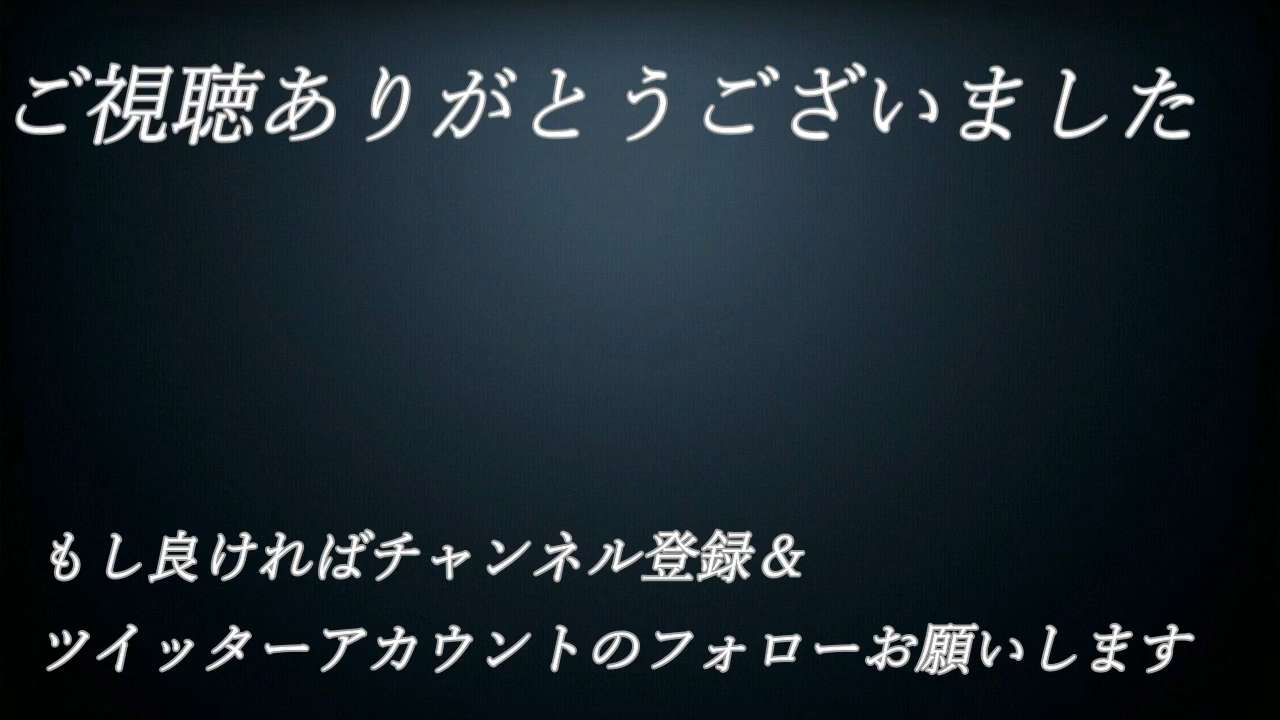 ご視聴ありがとうございました
もし良ければチャンネル登録＆
ツイッターアカウントのフォローお願いします